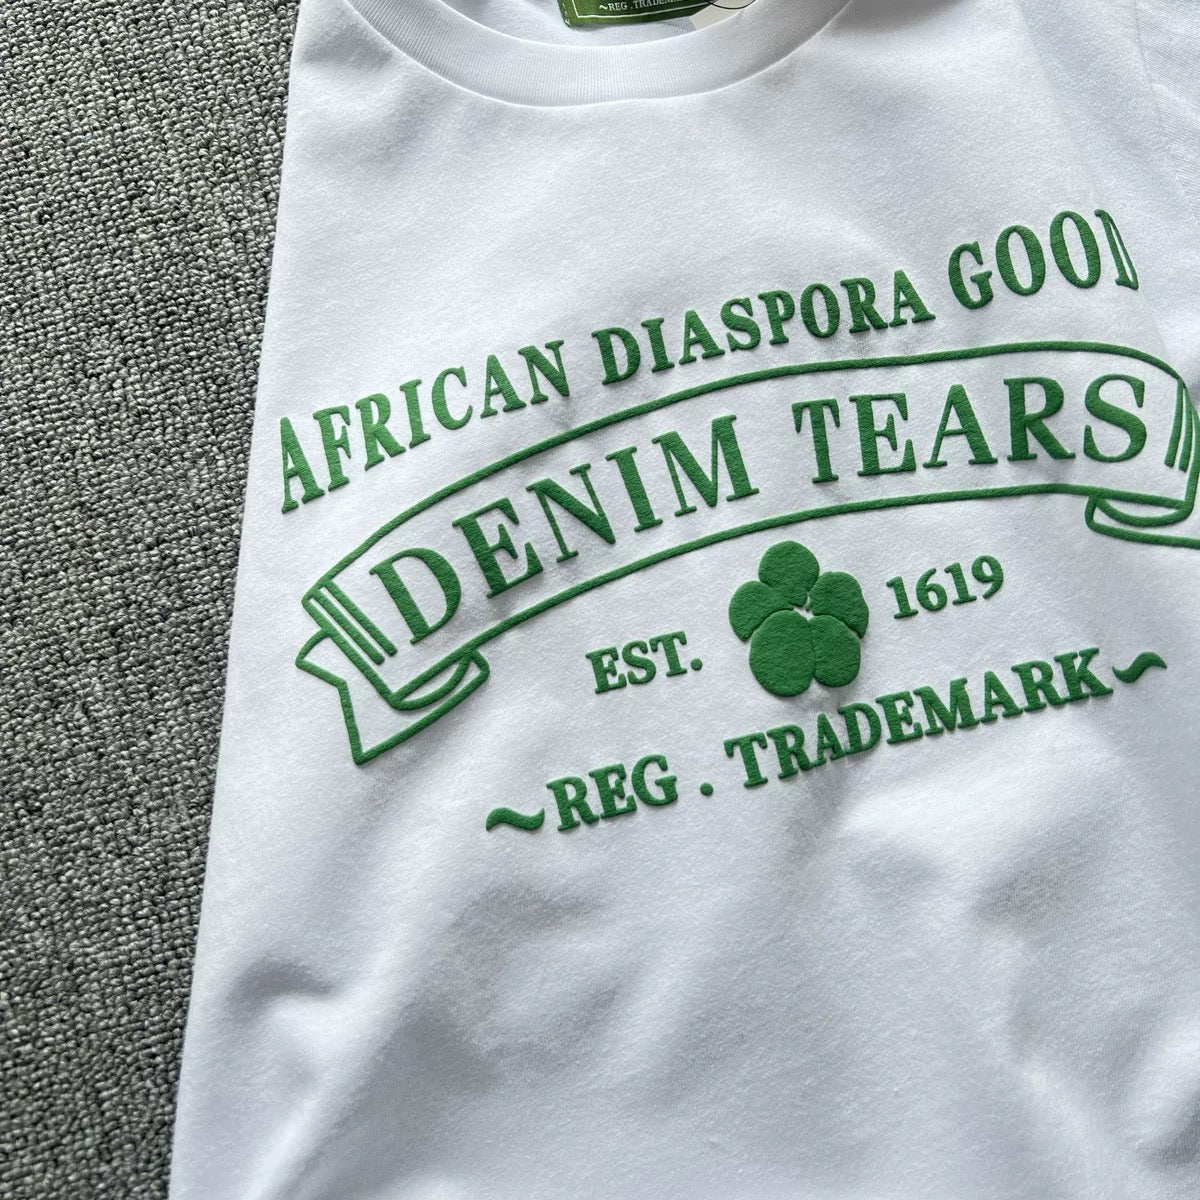 ~REG .TRADEM
AFRICAN DIASPORA GOOD
DENIM TEARS
EST. 1619
~REG . TRADEMARK~